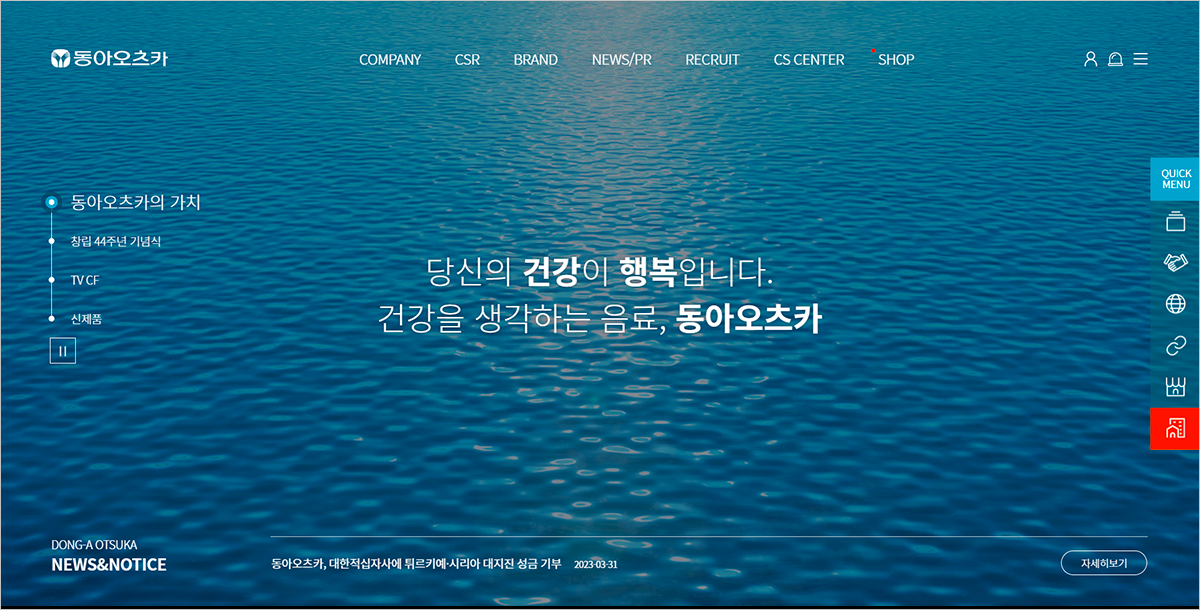 동아오츠카
COMPANY CSR BRAND NEWS/PR RECRUIT CS CENTER SHOP
QUICK
MENU
동아오츠카의 가치
창립 44주년 기념식
TV CF
신제품
당신의 건강이 행복입니다.
건강을 생각하는 음료, 동아오츠카
DONG-A OTSUKA
NEWS&NOTICE
동아오츠카, 대한적십자사에 튀르키예·시리아 대지진 성금 기부 2023-03-31
자세히보기